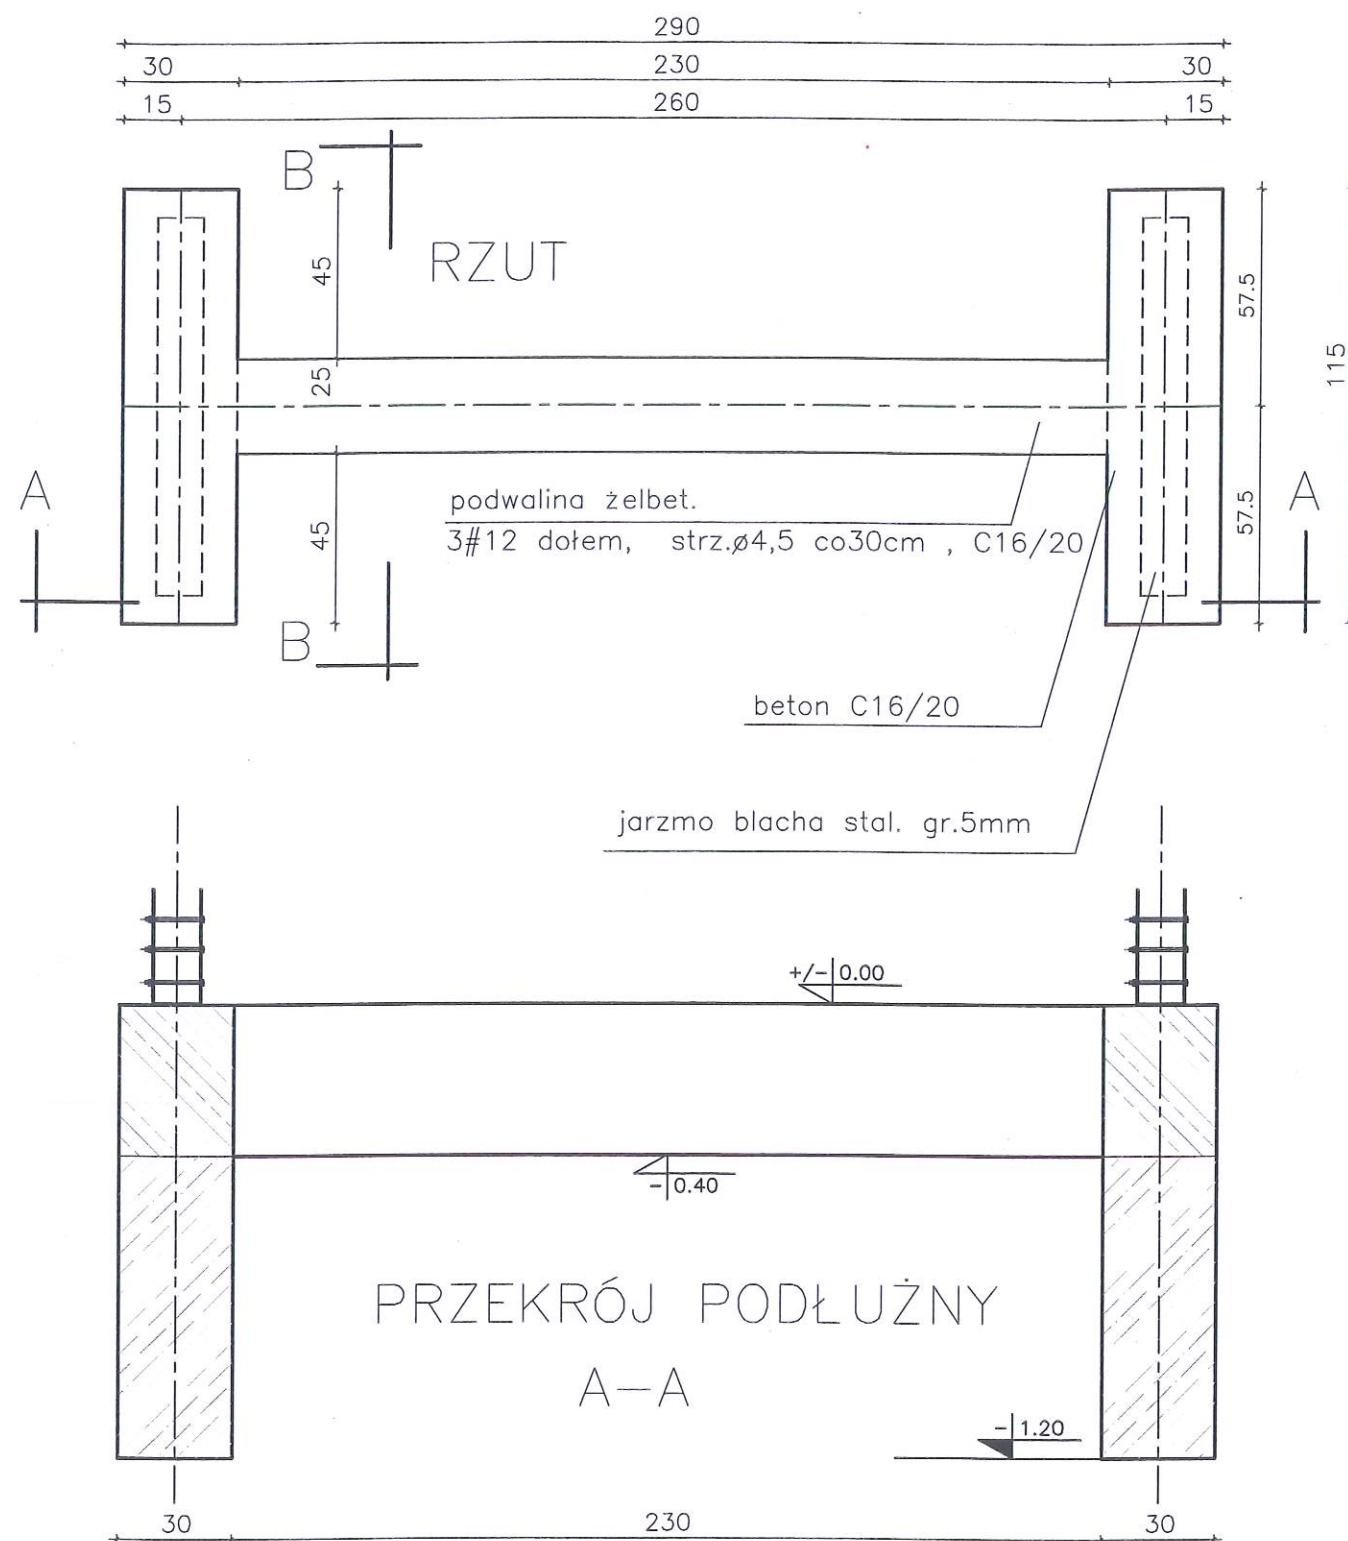 290
30 230 30
15 260 15
B
RZUT
45
25
45
57.5
57.5
115
A
A
podwalina żelbet.
3#12 dołem, strz.ø4,5 co30cm , C16/20
B
beton C16/20
jarzmo blacha stal. gr.5mm
+/- 0.00
- 0.40
PRZEKRÓJ PODŁUŻNY
A-A
- 1.20
30 230 30